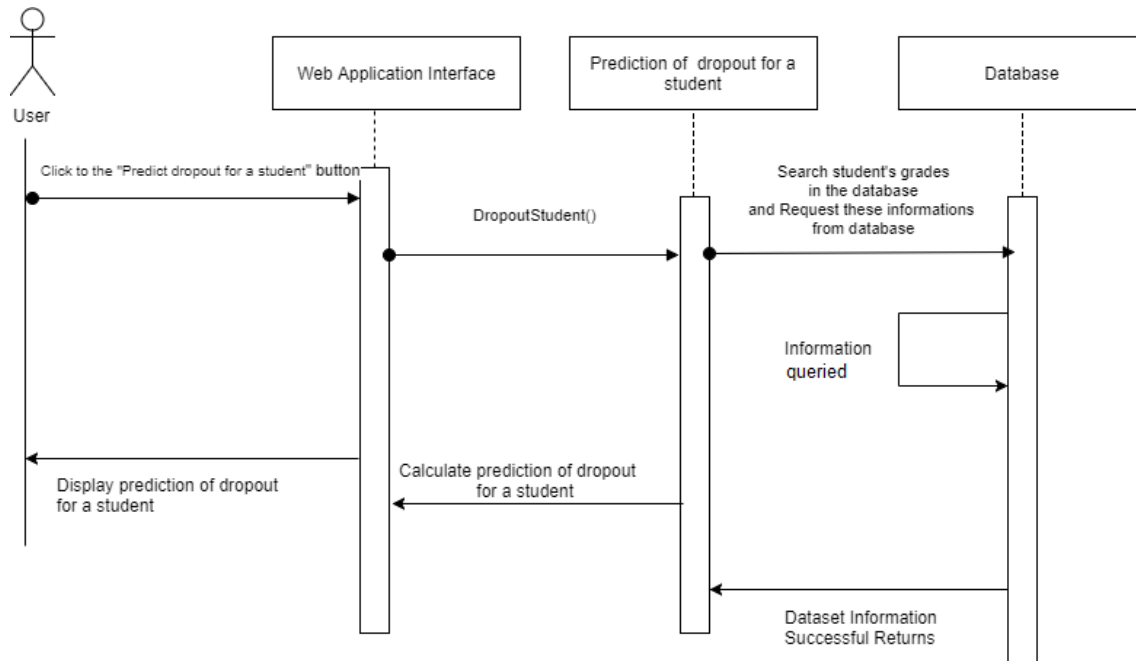 User
Web Application Interface
Prediction of dropout for a
student
Database
Click to the "Predict dropout for a student" button
DropoutStudent()
Search student's grades
in the database
and Request these informations
from database
Information
queried
Display prediction of dropout
for a student
Calculate prediction of dropout
for a student
Dataset Information
Successful Returns